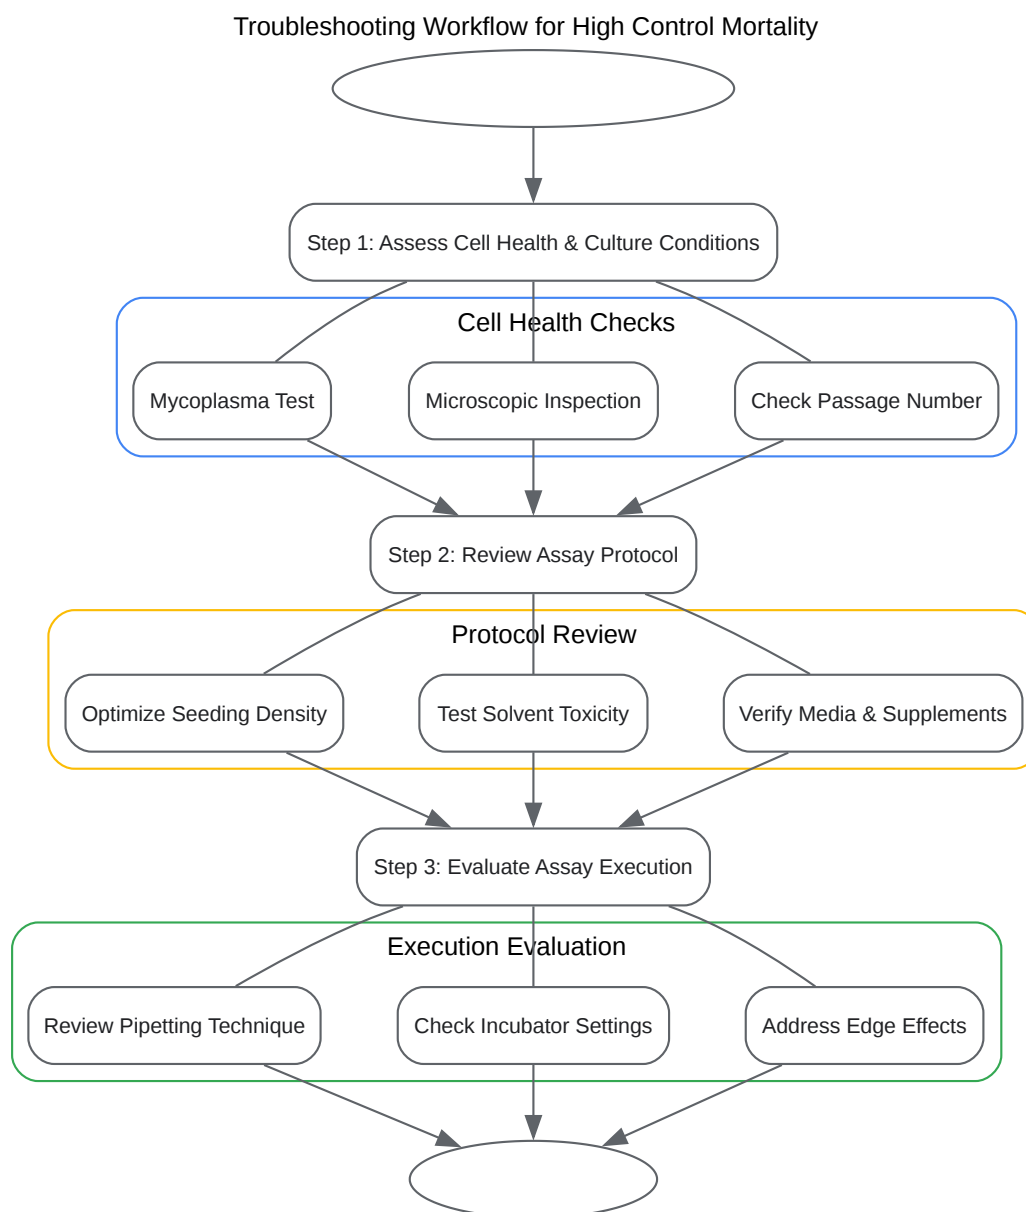 Troubleshooting Workflow for High Control Mortality
Step 1: Assess Cell Health & Culture Conditions
Cell Health Checks
Mycoplasma Test
Microscopic Inspection
Check Passage Number
Step 2: Review Assay Protocol
Protocol Review
Optimize Seeding Density
Test Solvent Toxicity
Verify Media & Supplements
Step 3: Evaluate Assay Execution
Execution Evaluation
Review Pipetting Technique
Check Incubator Settings
Address Edge Effects